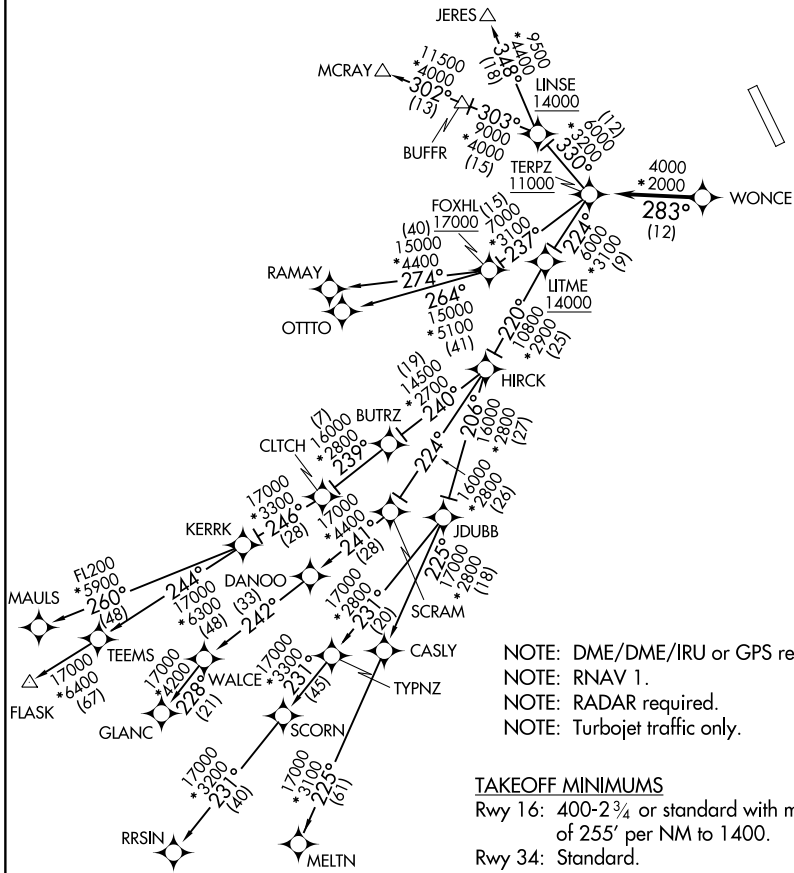 JERES
9500
*4400
348°
(18)
MCRAY
11500
*4000
302°
(13)
BUFFR
303°
9000
*4000
(15)
LINSE
14000
(12)
6000
*3200
330°
TERPZ
11000
4000
*2000
283°
(12)
WONCE
FOXHL
17000
(15)
7000
*3100
237°
224°
6000
*3100
(9)
LITME
14000
(40)
15000
*4400
274°
RAMAY
OTTTO
264°
15000
*5100
(41)
220°
10800
*2900
(25)
HIRCK
(19)
14500
*2700
240°
BUTRZ
206°
16000
*2800
(27)
224°
16000
*2800
(26)
(7)
16000
*2800
239°
CLTCH
17000
*3300
246°
(28)
KERRK
17000
*4400
241°
(28)
SCRAM
JDUBB
225°
17000
*2800
(18)
FL200
*5900
260°
(48)
MAULS
244°
17000
*6300
(48)
TEEMS
DANOO
(33)
242°
17000
*2800
231°
(20)
CASLY
17000
*6400
(67)
FLASK
WALCE
17000
*4200
228°
(21)
GLANC
TYPNZ
17000
*3300
231°
(45)
SCORN
17000
*3200
231°
(40)
RRSIN
17000
*3100
225°
(61)
MELTN
NOTE: DME/DME/IRU or GPS re
NOTE: RNAV 1.
NOTE: RADAR required.
NOTE: Turbojet traffic only.
TAKEOFF MINIMUMS
Rwy 16: 400-2 3/4 or standard with m
of 255' per NM to 1400.
Rwy 34: Standard.